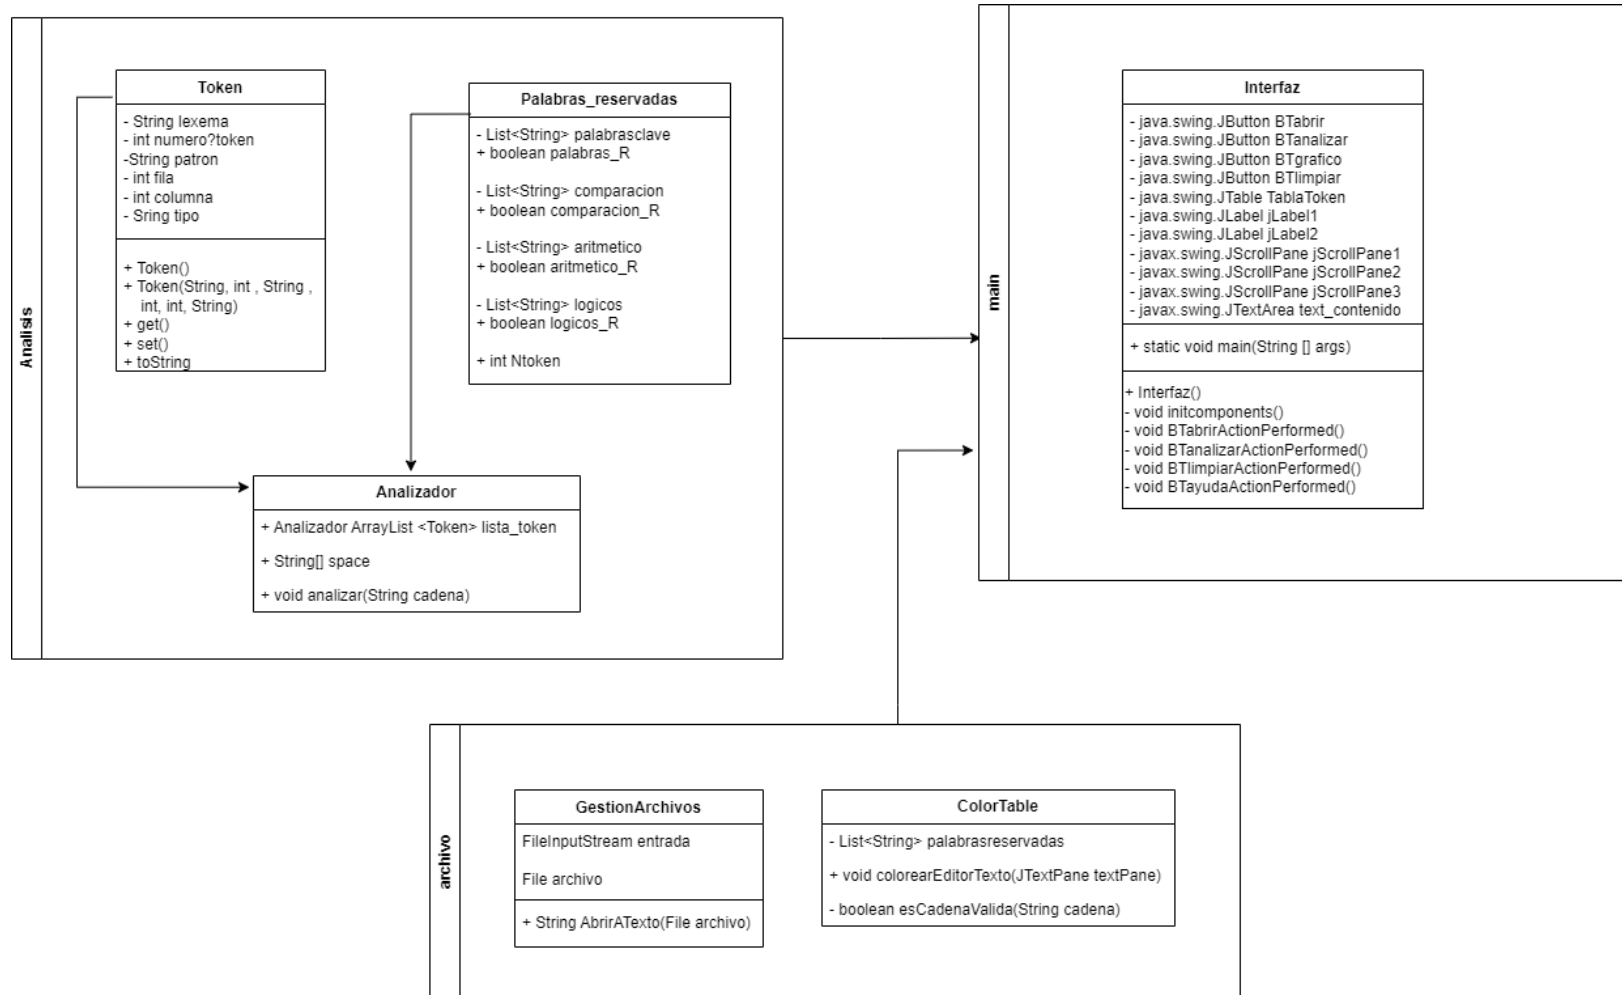 Analisis
Token
- String lexema
- int numero?token
-String patron
- int fila
- int columna
- Sring tipo
+ Token()
+ Token(String, int , String ,
int, int, String)
+ get()
+ set()
+ toString
Palabras_reservadas
- List<String> palabrasclave
+ boolean palabras_R
- List<String> comparacion
+ boolean comparacion_R
- List<String> aritmetico
+ boolean aritmetico_R
- List<String> logicos
+ boolean logicos_R
+ int Ntoken
Analizador
+ Analizador ArrayList <Token> lista_token
+ String[] space
+ void analizar(String cadena)
main
Interfaz
- java.swing.JButton BTabrir
- java.swing.JButton BTanalizar
- java.swing.JButton BTgrafico
- java.swing.JButton BTlimpiar
- java.swing.JTable TablaToken
- java.swing.JLabel jLabel1
- java.swing.JLabel jLabel2
- javax.swing.JScrollPane jScrollPane1
- javax.swing.JScrollPane jScrollPane2
- javax.swing.JScrollPane jScrollPane3
- javax.swing.JTextArea text_contenido
+ static void main(String [] args)
+ Interfaz()
- void initcomponents()
- void BTabrirActionPerformed()
- void BTanalizarActionPerformed()
- void BTlimpiarActionPerformed()
- void BTayudaActionPerformed()
archivo
GestionArchivos
FileInputStream entrada
File archivo
+ String AbrirATexto(File archivo)
ColorTable
- List<String> palabrasreservadas
+ void colorearEditorTexto(JTextPane textPane)
- boolean esCadenaValida(String cadena)